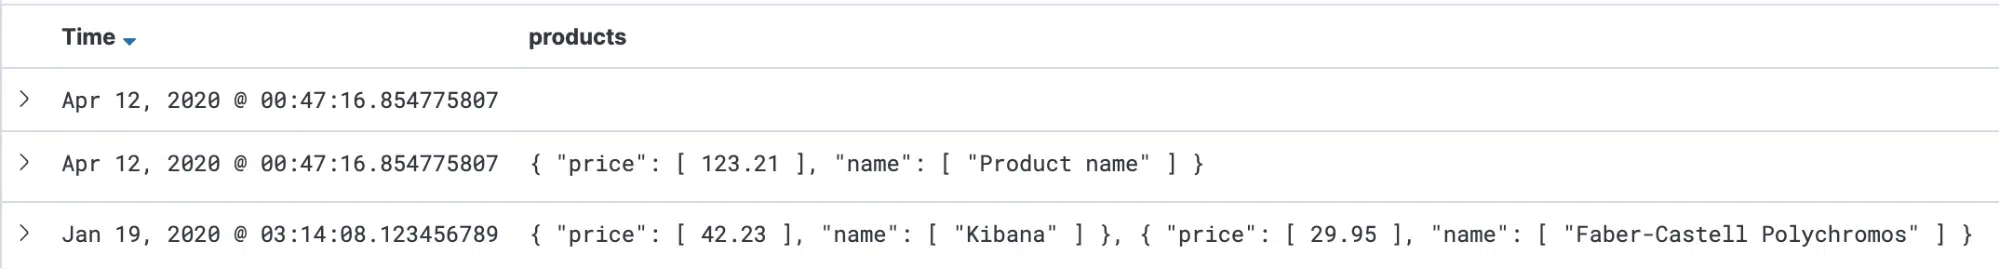 Time products
Apr 12, 2020 @ 00:47:16.854775807
Apr 12, 2020 @ 00:47:16.854775807 { "price": [ 123.21 ], "name": [ "Product name" ] }
Jan 19, 2020 @ 03:14:08.123456789 { "price": [ 42.23 ], "name": [ "Kibana" ] }, { "price": [ 29.95 ], "name": [ "Faber-Castell Polychromos" ] }